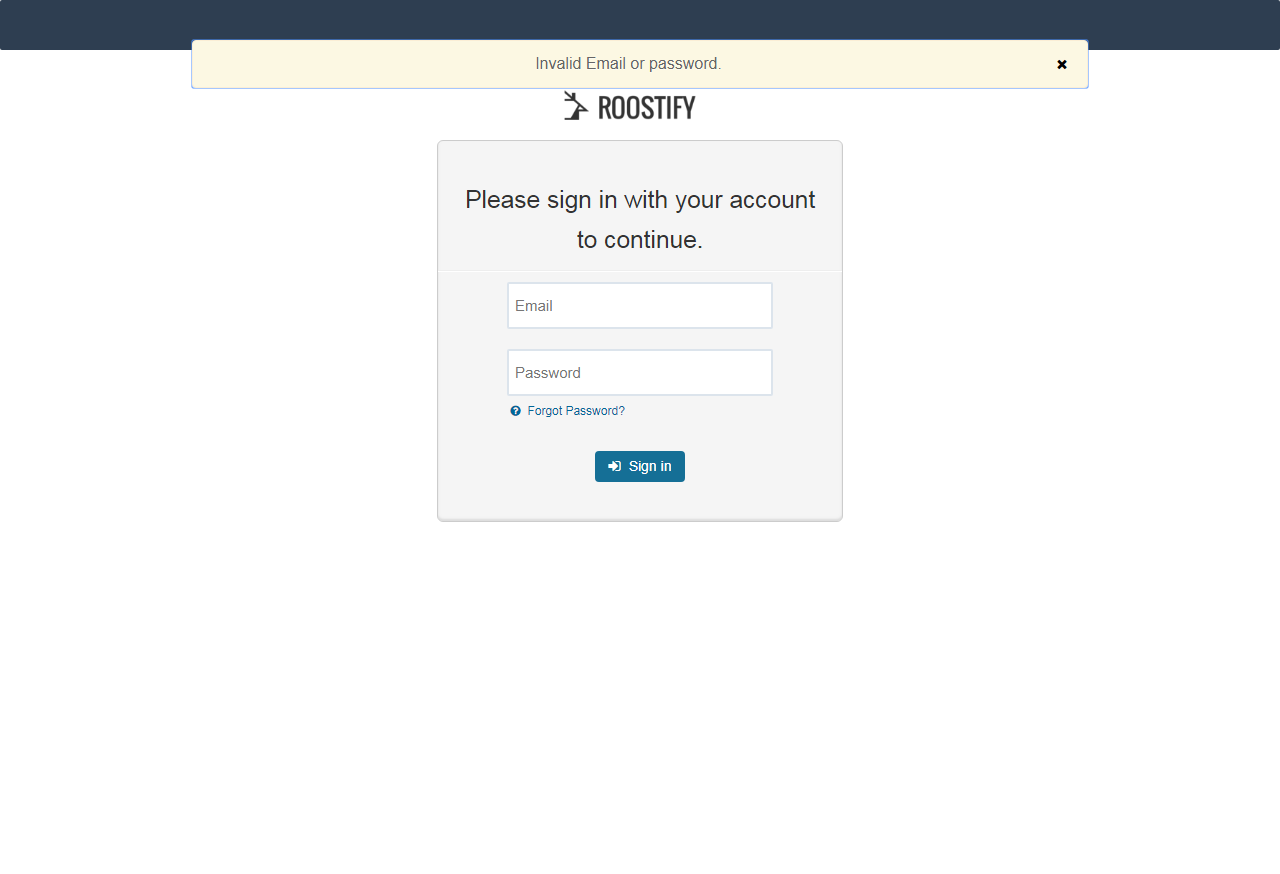 Invalid Email or password.
ROOSTIFY
Please sign in with your account
to continue.
Email
Password
Forgot Password?
Sign in